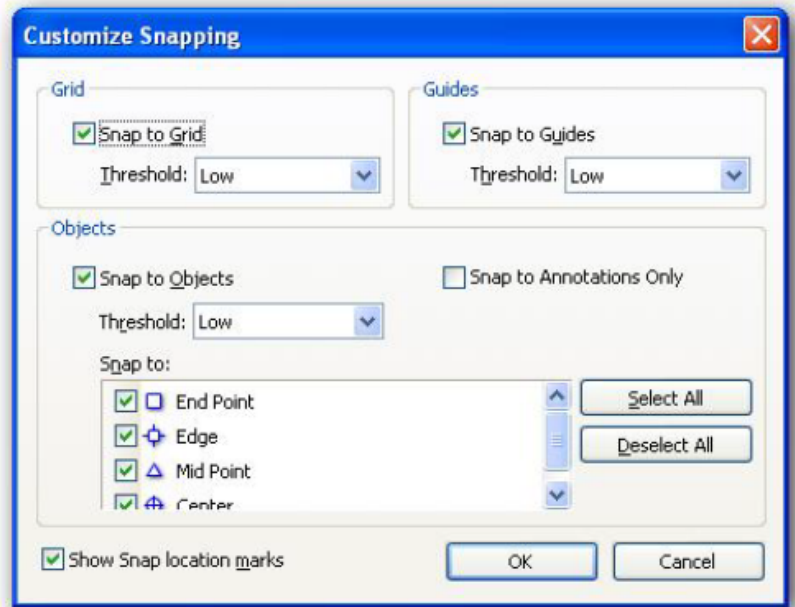 Customize Snapping
Grid
Guides
Snap to Grid
Snap to Guides
Threshold: Low
Threshold: Low
Objects
Snap to Objects
Snap to Annotations Only
Threshold: Low
Snap to:
End Point
Select All
Edge
Deselect All
Mid Point
Center
Show Snap location marks
OK
Cancel